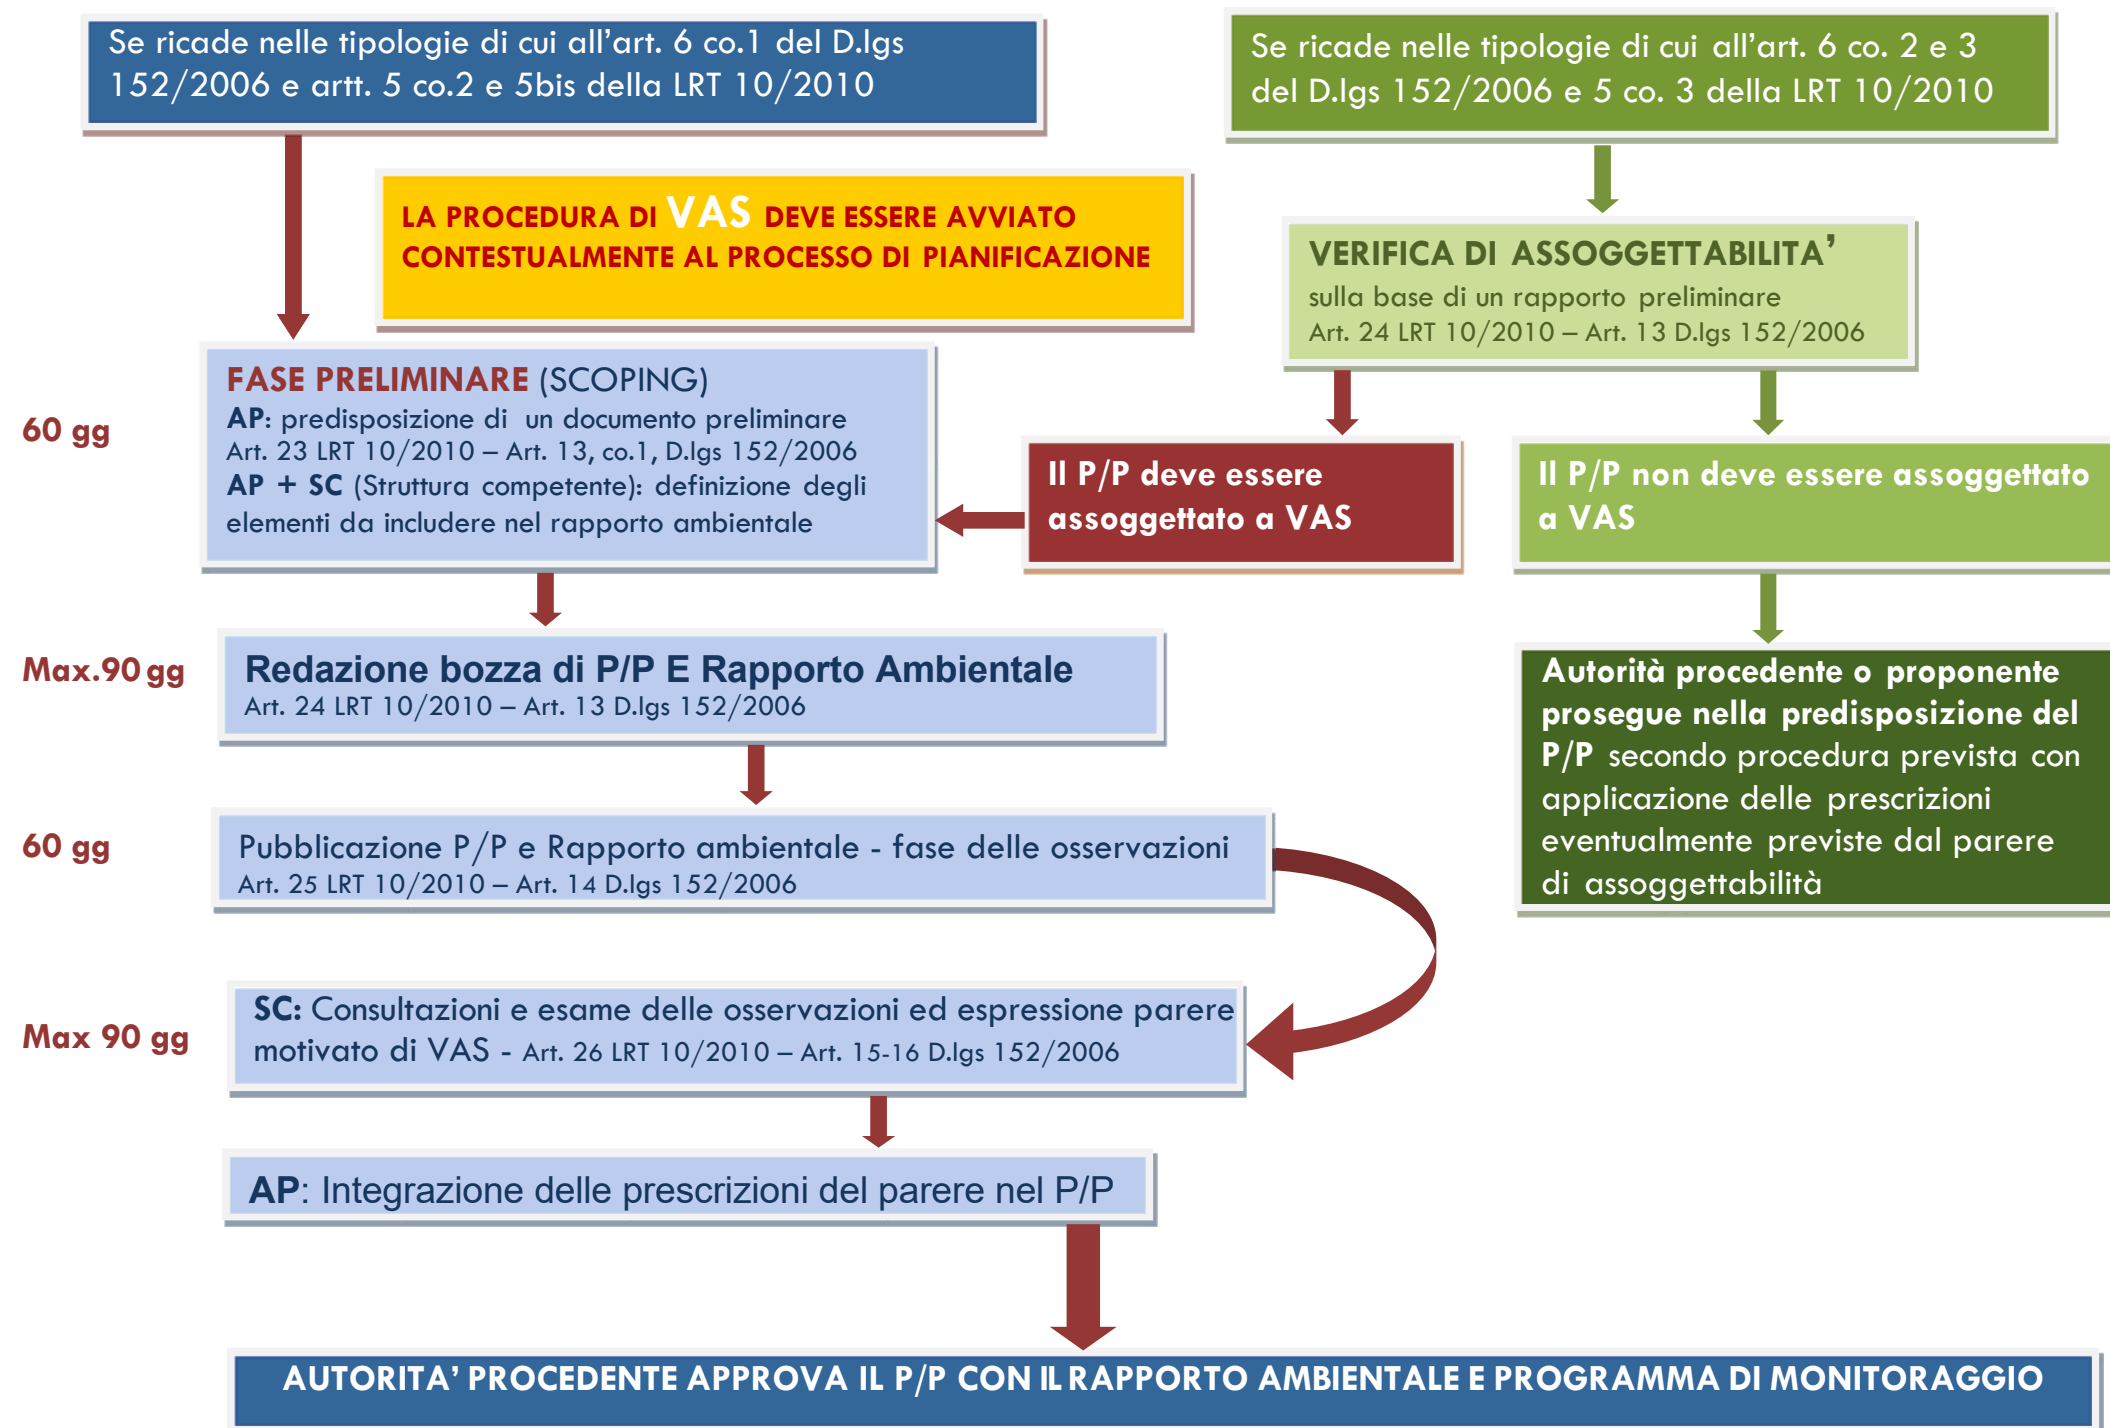 Se ricade nelle tipologie di cui all'art. 6 co.1 del D.lgs
152/2006 e artt. 5 co.2 e 5bis della LRT 10/2010
Se ricade nelle tipologie di cui all'art. 6 co. 2 e 3
del D.lgs 152/2006 e 5 co. 3 della LRT 10/2010
LA PROCEDURA DI VAS DEVE ESSERE AVVIATO
CONTESTUALMENTE AL PROCESSO DI PIANIFICAZIONE
VERIFICA DI ASSOGGETTABILITA'
sulla base di un rapporto preliminare
Art. 24 LRT 10/2010 – Art. 13 D.lgs 152/2006
60 gg
FASE PRELIMINARE (SCOPING)
AP: predisposizione di un documento preliminare
Art. 23 LRT 10/2010 – Art. 13, co.1, D.lgs 152/2006
AP + SC (Struttura competente): definizione degli
elementi da includere nel rapporto ambientale
Il P/P deve essere
assoggettato a VAS
Il P/P non deve essere assoggettato
a VAS
Max.90 gg
Redazione bozza di P/P E Rapporto Ambientale
Art. 24 LRT 10/2010 – Art. 13 D.lgs 152/2006
Autorità procedente o proponente
prosegue nella predisposizione del
P/P secondo procedura prevista con
applicazione delle prescrizioni
eventualmente previste dal parere
di assoggettabilità
60 gg
Pubblicazione P/P e Rapporto ambientale - fase delle osservazioni
Art. 25 LRT 10/2010 – Art. 14 D.lgs 152/2006
Max 90 gg
SC: Consultazioni e esame delle osservazioni ed espressione parere
motivato di VAS - Art. 26 LRT 10/2010 – Art. 15-16 D.lgs 152/2006
AP: Integrazione delle prescrizioni del parere nel P/P
AUTORITA' PROCEDENTE APPROVA IL P/P CON IL RAPPORTO AMBIENTALE E PROGRAMMA DI MONITORAGGIO